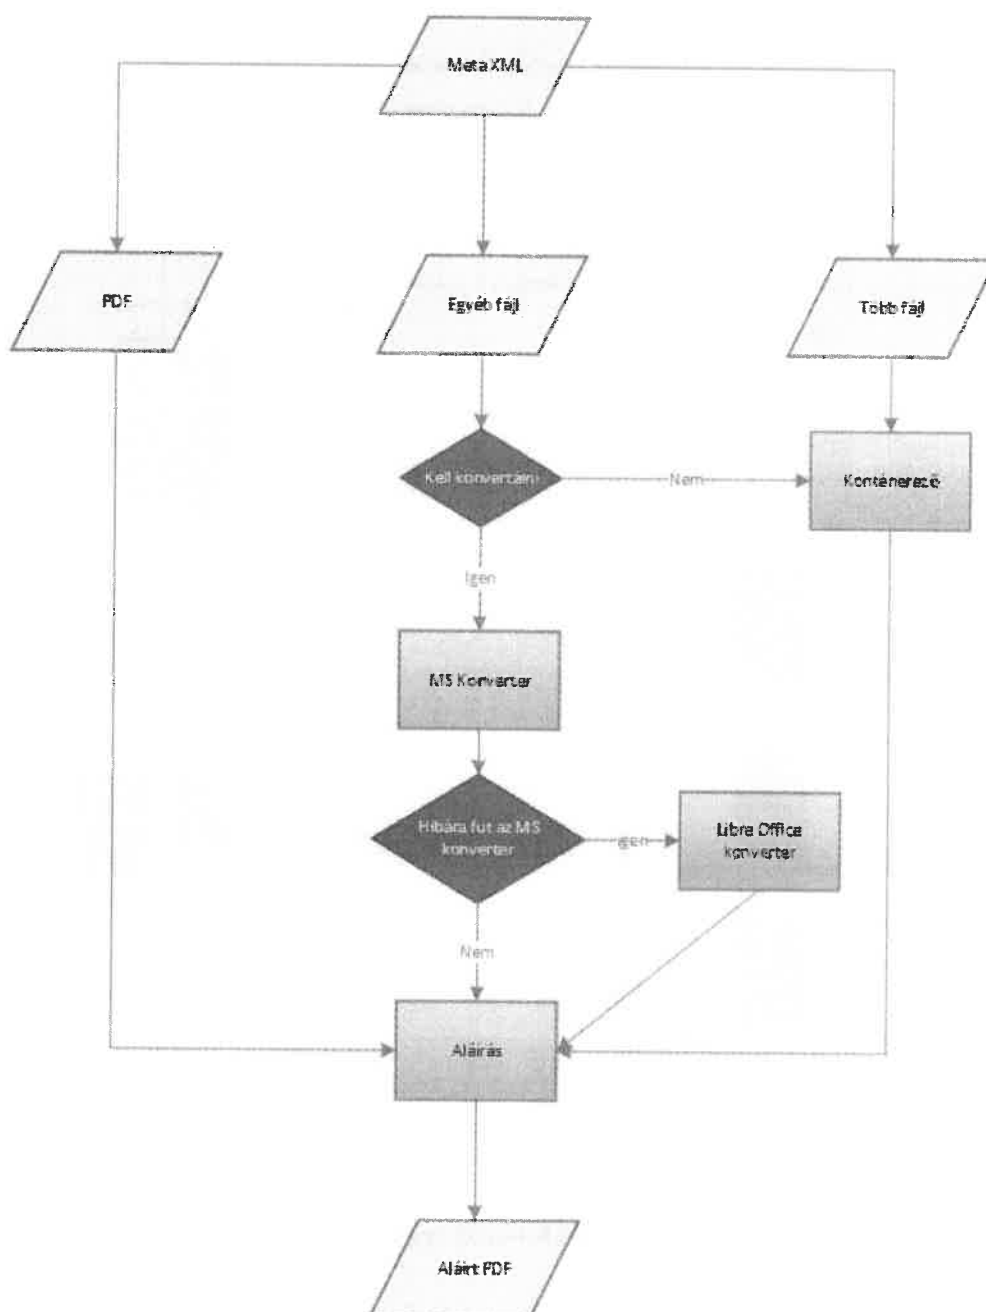 Meta XML
PDF
Egyéb fájl
Több fájl
Kell konvertálni
Nem
Konténerező
Igen
MS Konverter
Hibára fut az MS
konverter
Igen
Libre Office
konverter
Nem
Aláírás
Aláírt PDF